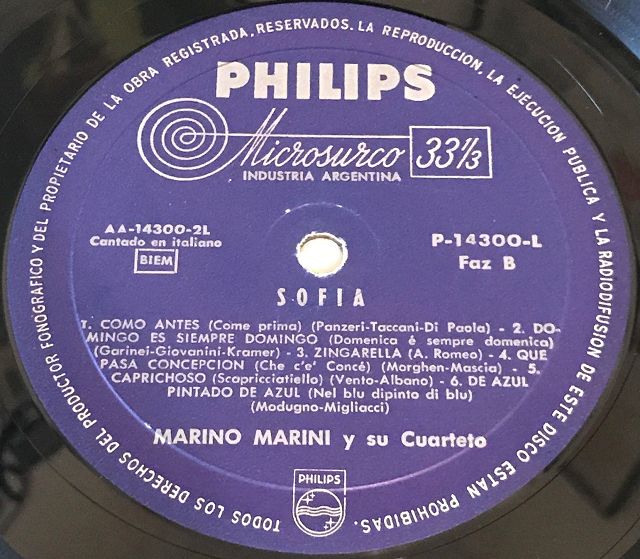 TODOS LOS DERECHOS DEL PRODUCTOR FONOGRAFICO Y DEL PROPIETARIO DE LA OBRA REGISTRADA, RESERVADOS. LA REPRODUCCION, LA EJECUCION PUBLICA Y LA RADIODIFUSION DE ESTE DISCO ESTAN PROHIBIDAS.
PHILIPS
Microsurco 33 1/3
INDUSTRIA ARGENTINA
AA-14300-2L
Cantado en italiano
BIEM
P-14300-L
Faz B
SOFIA
1. COMO ANTES (Come prima) (Panzeri-Taccani-Di Paola) - 2. DO-
MINGO ES SIEMPRE DOMINGO (Domenica é sempre domenica)
(Garinei-Giovanini-Kramer) - 3. ZINGARELLA (A. Romeo) - 4. QUE
PASA CONCEPCION (Che c'e' Concé) (Morghen-Mascia) - 5.
CAPRICHOSO (Scapricciatiello) (Vento-Albano) - 6. DE AZUL
PINTADO DE AZUL (Nel blu dipinto di blu)
(Modugno-Migliacci)
MARINO MARINI y su Cuarteto
PHILIPS